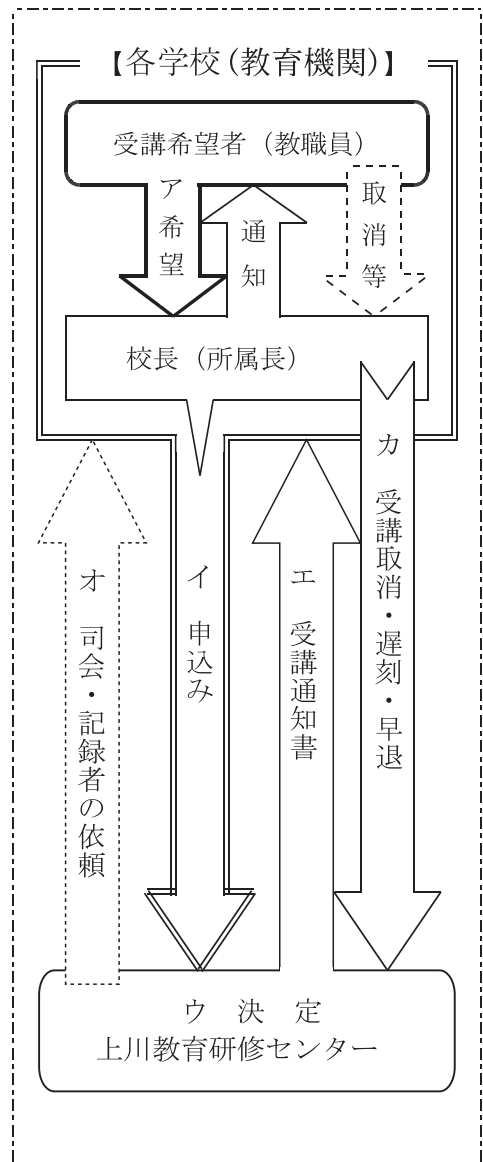 【各学校(教育機関)】
受講希望者（教職員）
ア希望
通知
取消等
校長（所属長）
オ　司会・記録者の依頼
イ　申込み
エ　受講通知書
カ　受講取消・遅刻・早退
ウ　決　定
上川教育研修センター